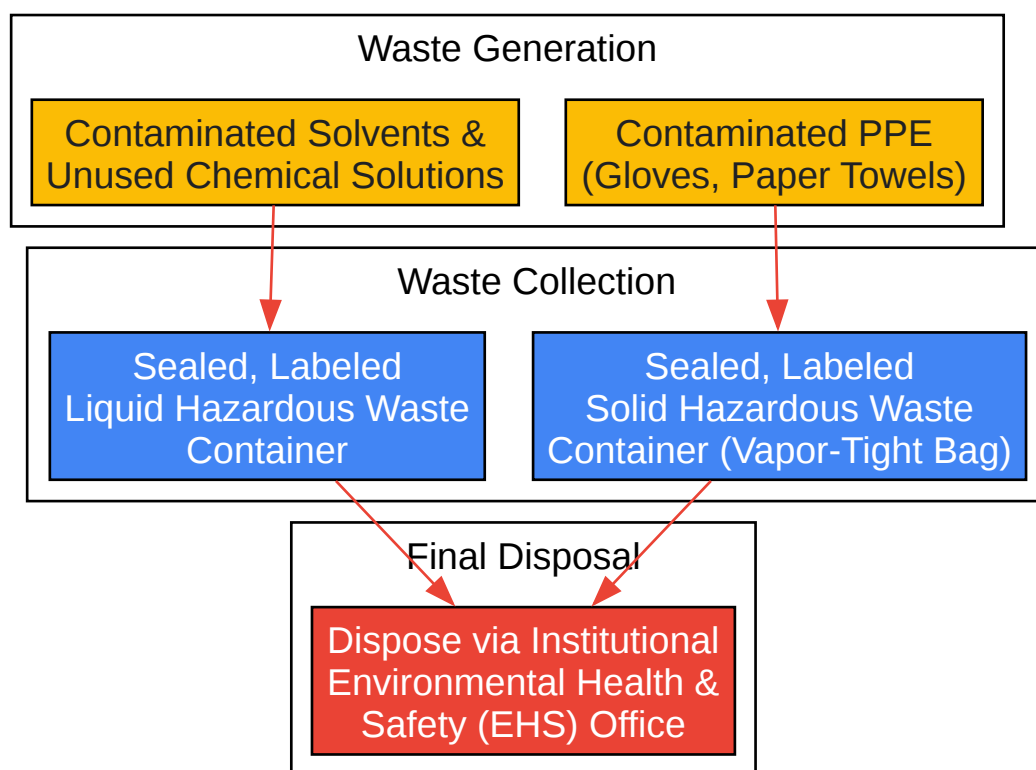 Waste Generation
Contaminated Solvents &
Unused Chemical Solutions
Contaminated PPE
(Gloves, Paper Towels)
Waste Collection
Sealed, Labeled
Liquid Hazardous Waste
Container
Sealed, Labeled
Solid Hazardous Waste
Container (Vapor-Tight Bag)
Final Disposal
Dispose via Institutional
Environmental Health &
Safety (EHS) Office